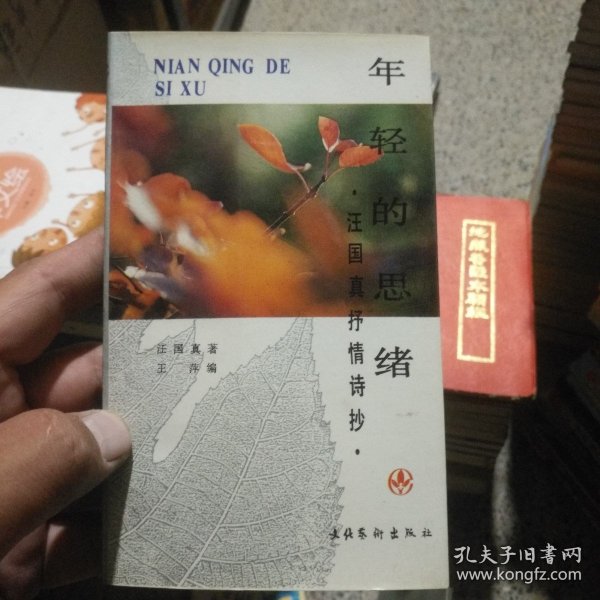 NIAN QING DE
SI XU
年轻的思绪
·汪国真抒情诗抄·
汪国真著
王萍编
文化艺术出版社
孔夫子旧书网
www.kongfz.com